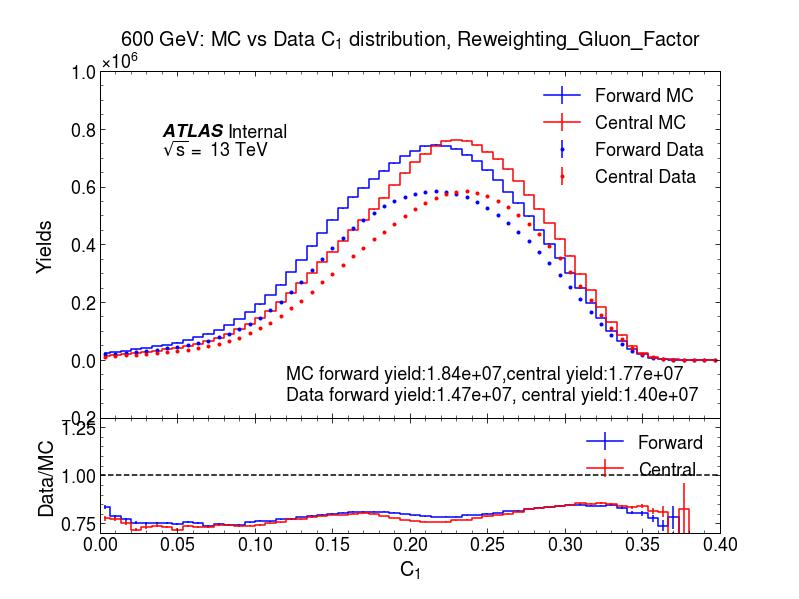 600 GeV: MC vs Data C₁ distribution, Reweighting_Gluon_Factor
×10⁶
1.0
0.8
0.6
0.4
0.2
0.0
0.2
Yields
ATLAS Internal
√s = 13 TeV
Forward MC
Central MC
Forward Data
Central Data
MC forward yield:1.84e+07,central yield:1.77e+07
Data forward yield:1.47e+07, central yield:1.40e+07
1.25
1.00
0.75
Data/MC
Forward
Central
0.00 0.05 0.10 0.15 0.20 0.25 0.30 0.35 0.40
C₁